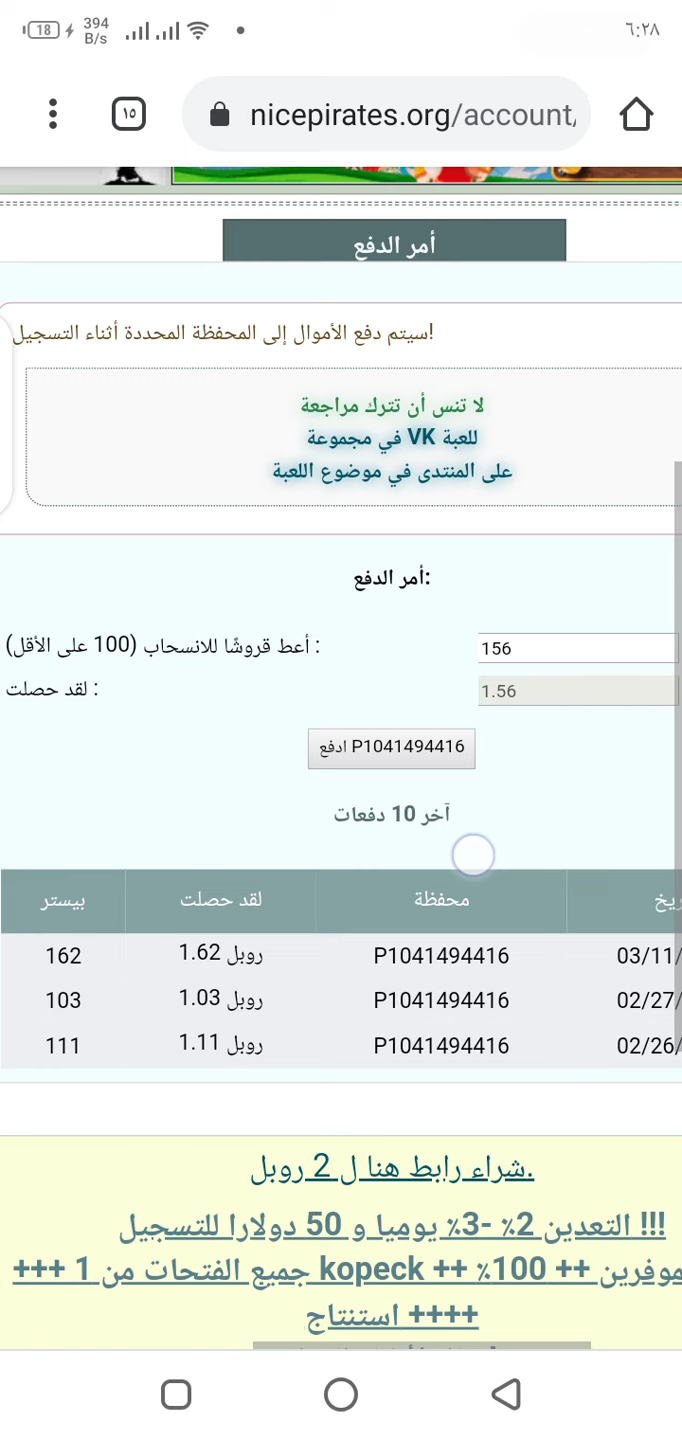 18
394
B/s
٦:٢٨
١٥
nicepirates.org/account,
أمر الدفع
سيتم دفع الأموال إلى المحفظة المحددة أثناء التسجيل!
لا تنس أن تترك مراجعة
للعبة VK في مجموعة
على المنتدى في موضوع اللعبة
أمر الدفع:
أعط قروشًا للانسحاب (100 على الأقل) :
156
لقد حصلت :
1.56
ادفع P1041494416
آخر 10 دفعات
بيستر لقد حصلت محفظة ريخ
162 1.62 روبل P1041494416 03/11/
103 1.03 روبل P1041494416 02/27/
111 1.11 روبل P1041494416 02/26/
شراء رابط هنا ل 2 روبل.
!!! التعدين 2٪ -3٪ يوميا و 50 دولارا للتسجيل
موفرين ++ 100٪ ++ kopeck جميع الفتحات من 1 +++
++++ استنتاج